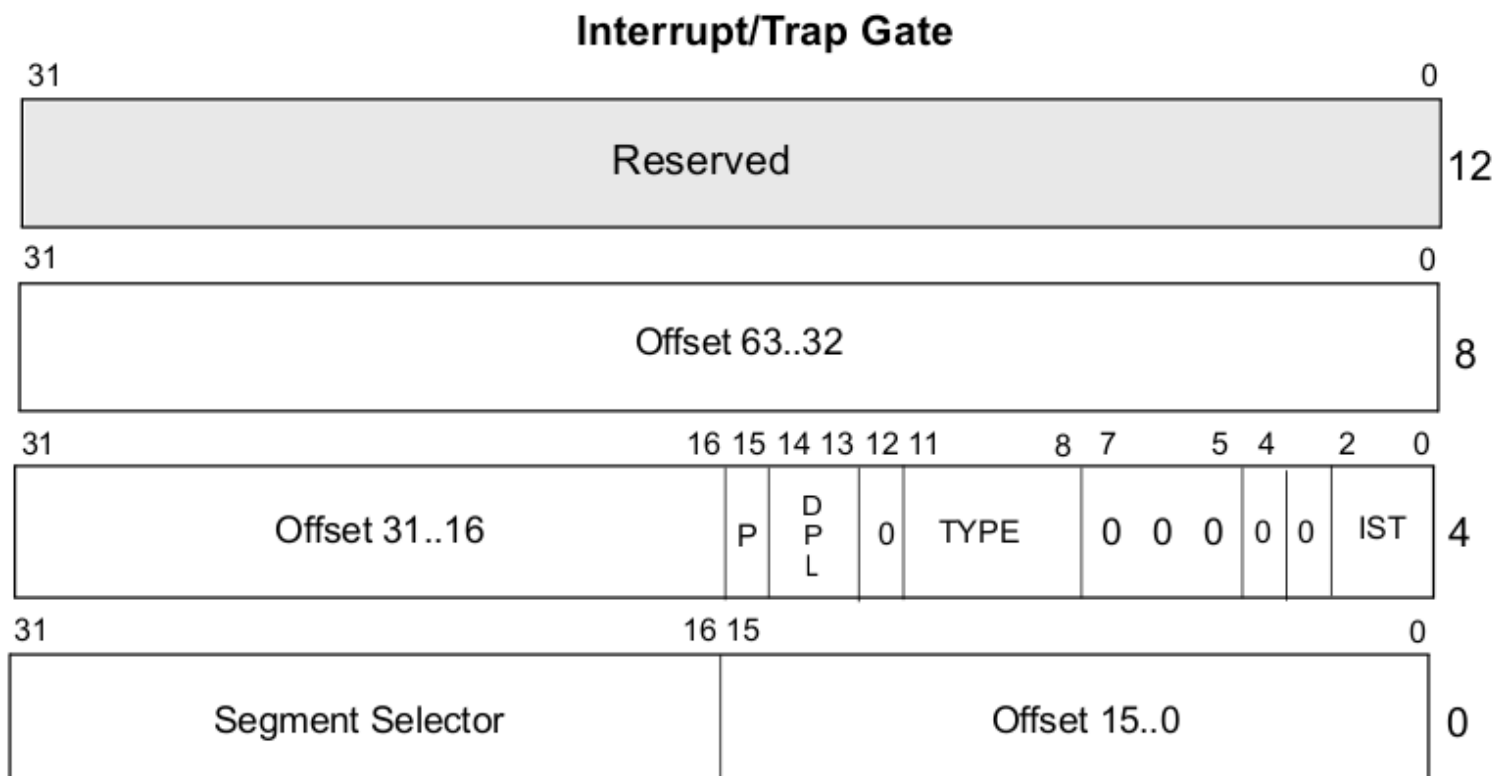 Interrupt/Trap Gate
31 0
Reserved 12
31 0
Offset 63..32 8
31 16 15 14 13 12 11 8 7 5 4 2 0
Offset 31..16 P DPL 0 TYPE 0 0 0 0 0 IST 4
31 16 15 0
Segment Selector Offset 15..0 0